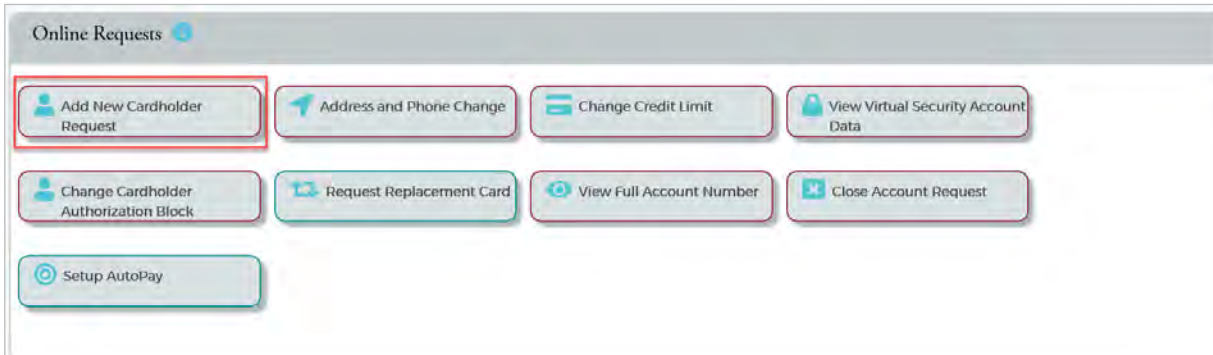 Online Requests
Add New Cardholder
Request
Address and Phone Change
Change Credit Limit
View Virtual Security Account
Data
Change Cardholder
Authorization Block
Request Replacement Card
View Full Account Number
Close Account Request
Setup AutoPay